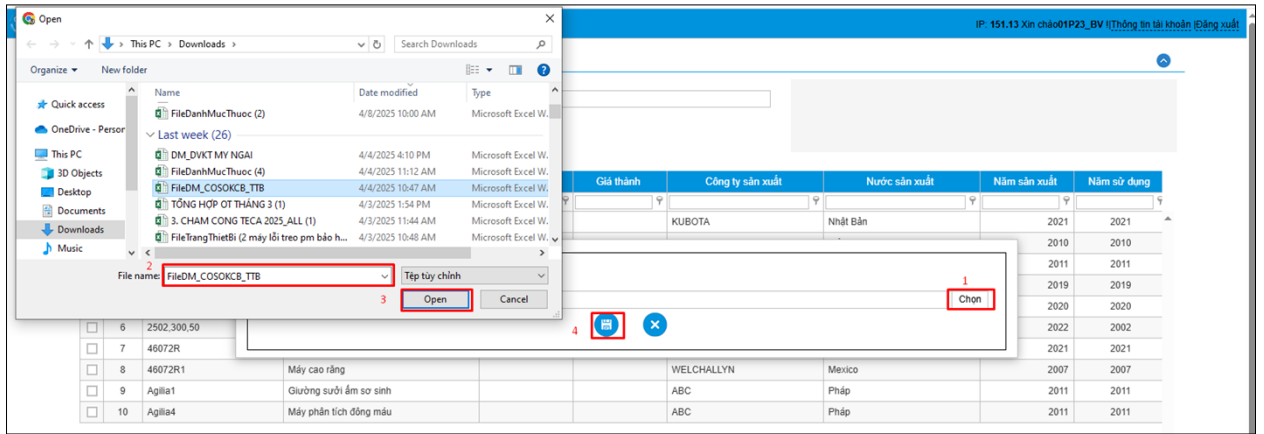 Open
IP: 151.13 Xin chào01P23_BV !|Thông tin tài khoản |Đăng xuất
This PC > Downloads >
Search Downloads
Organize
New folder
Name Date modified Type
Quick access
FileDanhMucThuoc (2) 4/8/2025 10:00 AM Microsoft Excel W.
OneDrive - Person
Last week (26)
This PC
DM_DVKT MY NGAI 4/4/2025 4:10 PM Microsoft Excel W.
3D Objects
FileDanhMucThuoc (4) 4/4/2025 11:12 AM Microsoft Excel W.
Desktop
FileDM_COSOKCB_TTB 4/4/2025 10:47 AM Microsoft Excel W.
Documents
TỔNG HỢP OT THÁNG 3 (1) 4/3/2025 1:54 PM Microsoft Excel W.
Downloads
3. CHAM CONG TECA 2025_ALL (1) 4/3/2025 11:44 AM Microsoft Excel W.
Music
FileTrangThietBi (2 máy lỗi treo pm bảo h... 4/3/2025 10:48 AM Microsoft Excel W.
2
File name: FileDM_COSOKCB_TTB Tệp tùy chỉnh
3 Open Cancel
Giá thành Công ty sản xuất Nước sản xuất Năm sản xuất Năm sử dụng
KUBOTA Nhật Bản 2021 2021
2010 2010
2011 2011
1
2019 2019
Chọn
2020 2020
4
6 2502,300,50 2022 2002
7 46072R 2021 2021
8 46072R1 Máy cao răng WELCHALLYN Mexico 2007 2007
9 Agilia1 Giường sưởi ấm sơ sinh ABC Pháp 2011 2011
10 Agilia4 Máy phân tích đông máu ABC Pháp 2011 2011